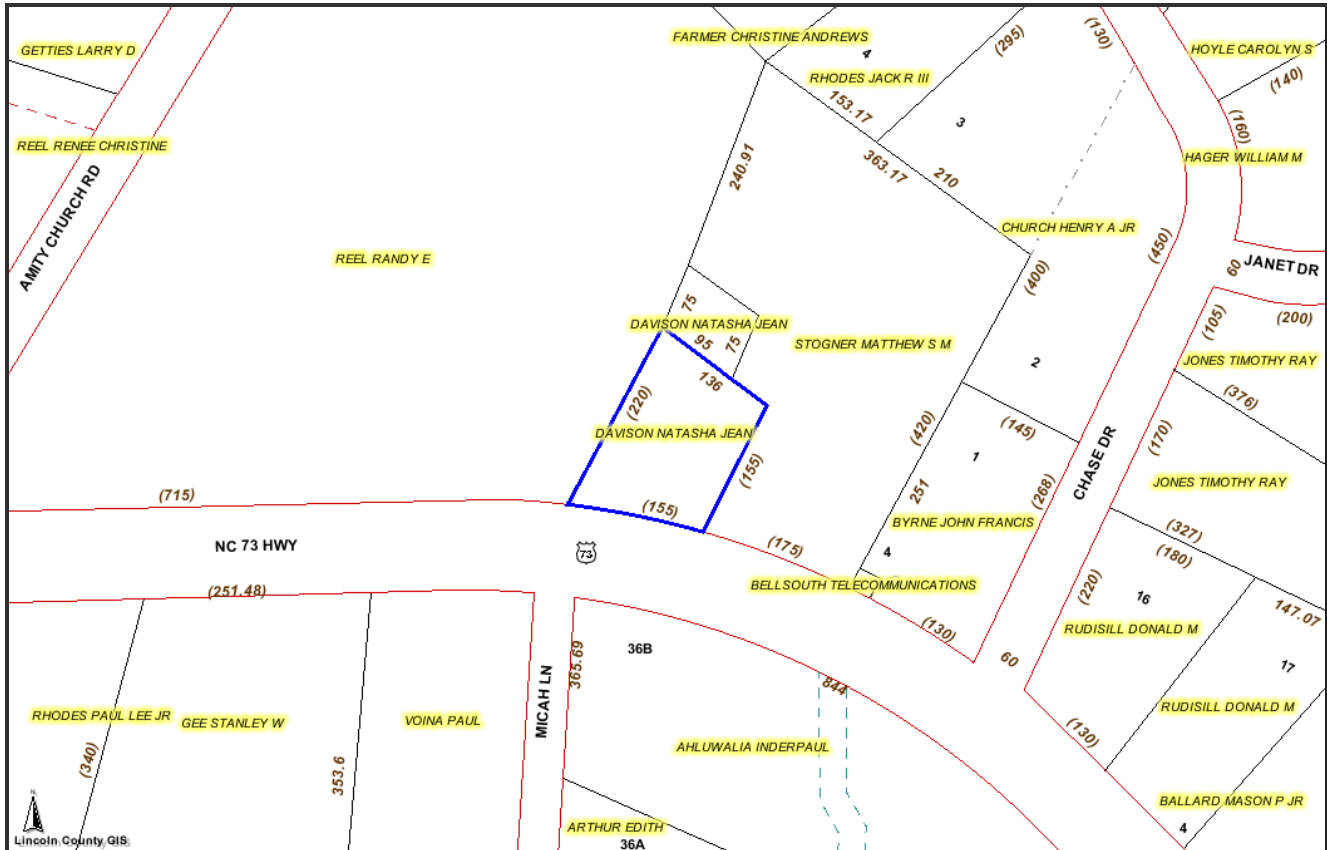 GETTIES LARRY D
FARMER CHRISTINE ANDREWS
4
(295)
(130)
HOYLE CAROLYN S
RHODES JACK R III
(140)
153.17
3
(160)
REEL RENEE CHRISTINE
HAGER WILLIAM M
AMITY CHURCH RD
240.91
363.17
210
CHURCH HENRY A JR
(450)
REEL RANDY E
(400)
60
JANET DR
75
(105)
(200)
DAVISON NATASHA JEAN
95
75
STOGNER MATTHEW S M
2
JONES TIMOTHY RAY
136
(376)
(220)
DAVISON NATASHA JEAN
(420)
(145)
(170)
1
CHASE DR
(155)
JONES TIMOTHY RAY
(715)
(155)
251
(268)
BYRNE JOHN FRANCIS
(327)
NC 73 HWY
73
(175)
4
(180)
BELLSOUTH TELECOMMUNICATIONS
(251.48)
(220)
16
147.07
(130)
RUDISILL DONALD M
36B
365.69
60
17
844
RHODES PAUL LEE JR
GEE STANLEY W
VOINA PAUL
MICAH LN
RUDISILL DONALD M
(130)
AHLUWALIA INDERPAUL
(340)
353.6
BALLARD MASON P JR
N
ARTHUR EDITH
4
Lincoln County GIS
36A